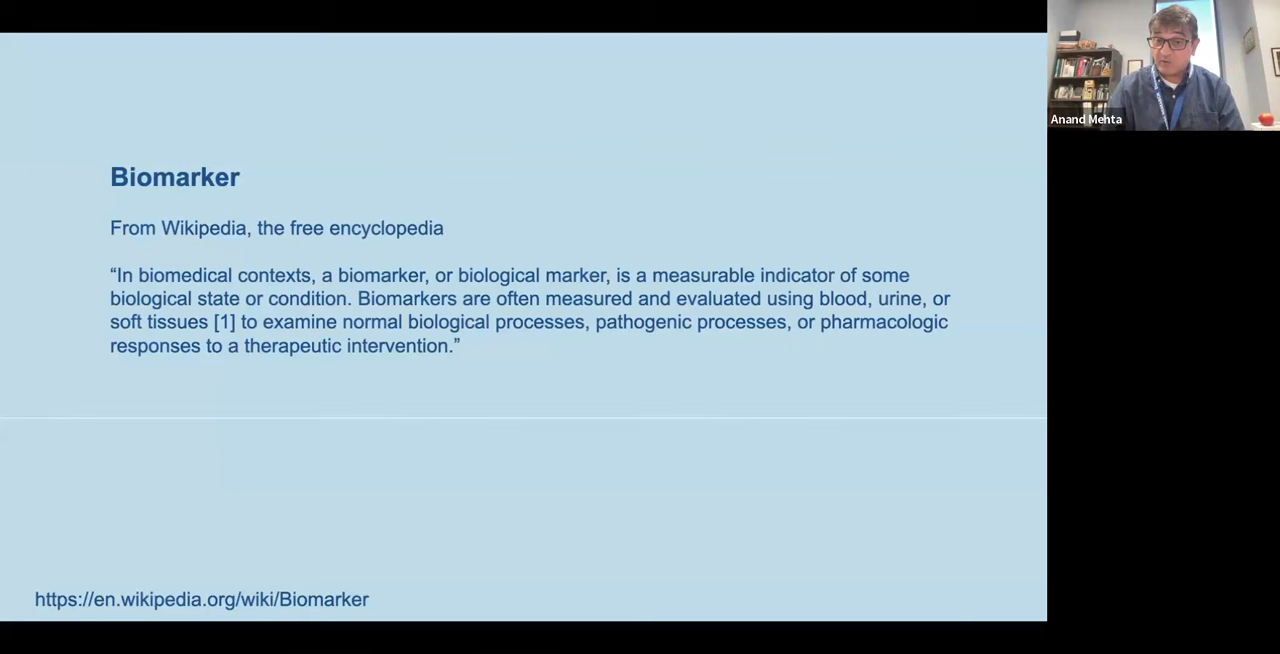 Biomarker
From Wikipedia, the free encyclopedia
“In biomedical contexts, a biomarker, or biological marker, is a measurable indicator of some
biological state or condition. Biomarkers are often measured and evaluated using blood, urine, or
soft tissues [1] to examine normal biological processes, pathogenic processes, or pharmacologic
responses to a therapeutic intervention.”
https://en.wikipedia.org/wiki/Biomarker
Anand Mehta